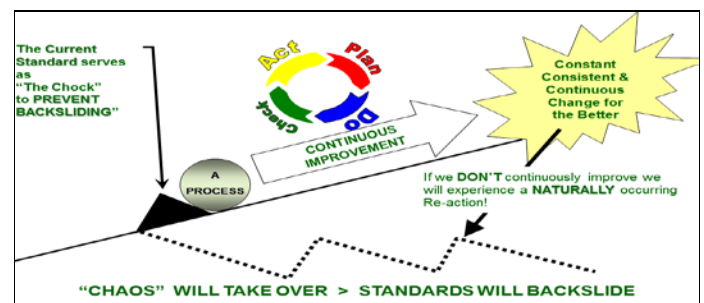 The Current
Standard serves
as
“The Chock”
to PREVENT
BACKSLIDING”
Act
Plan
Check
Do
Constant
Consistent &
Continuous
Change for
the Better
CONTINUOUS
IMPROVEMENT
A
PROCESS
If we DON’T continuously improve we
will experience a NATURALLY occurring
Re-action!
“CHAOS” WILL TAKE OVER > STANDARDS WILL BACKSLIDE